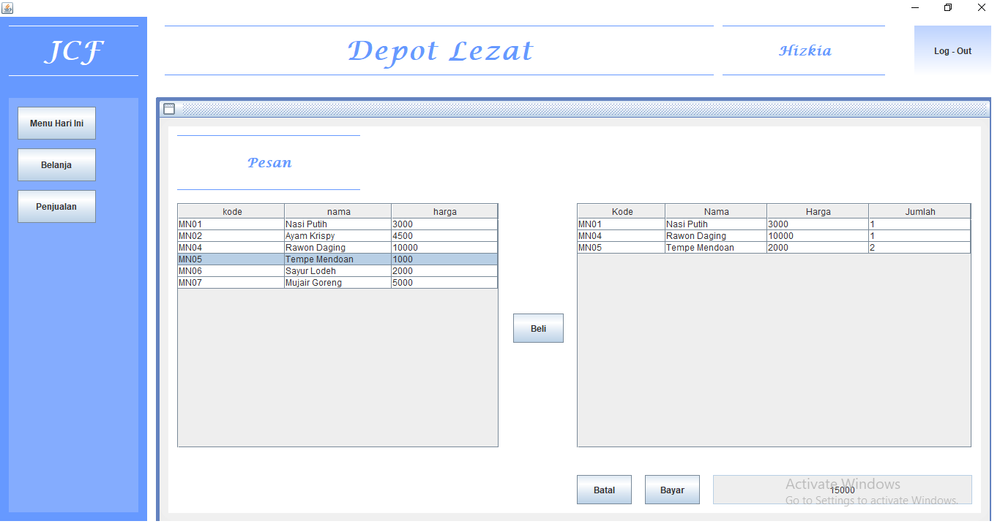 JCF
Depot Lezat
Hizkia
Log - Out
Menu Hari Ini
Belanja
Penjualan
Pesan
kode nama harga
MN01 Nasi Putih 3000
MN02 Ayam Krispy 4500
MN04 Rawon Daging 10000
MN05 Tempe Mendoan 1000
MN06 Sayur Lodeh 2000
MN07 Mujair Goreng 5000
Beli
Kode Nama Harga Jumlah
MN01 Nasi Putih 3000 1
MN04 Rawon Daging 10000 1
MN05 Tempe Mendoan 2000 2
Batal
Bayar
15000
Activate Windows
Go to Settings to activate Windows.